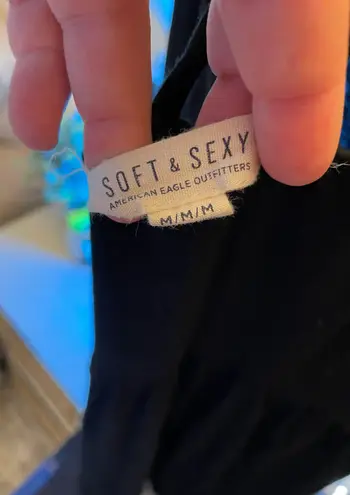 SOFT & SEXY
AMERICAN EAGLE OUTFITTERS
M/M/M